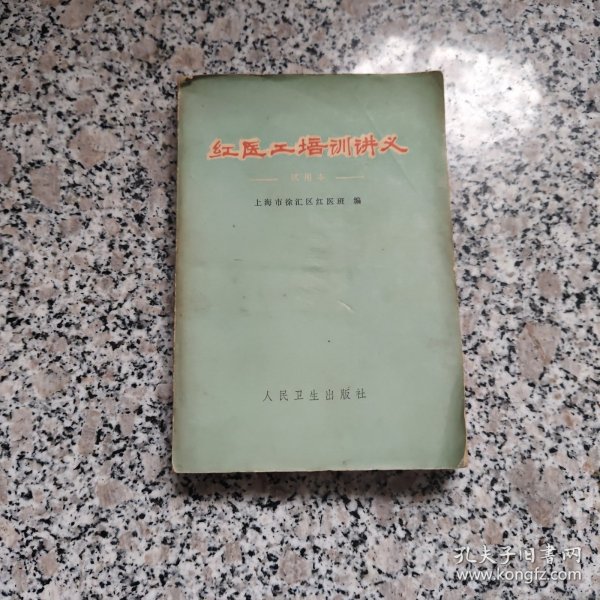 红医工培训讲义
试用本
上海市徐汇区红医班 编
人民卫生出版社
孔夫子旧书网
www.kongfz.com